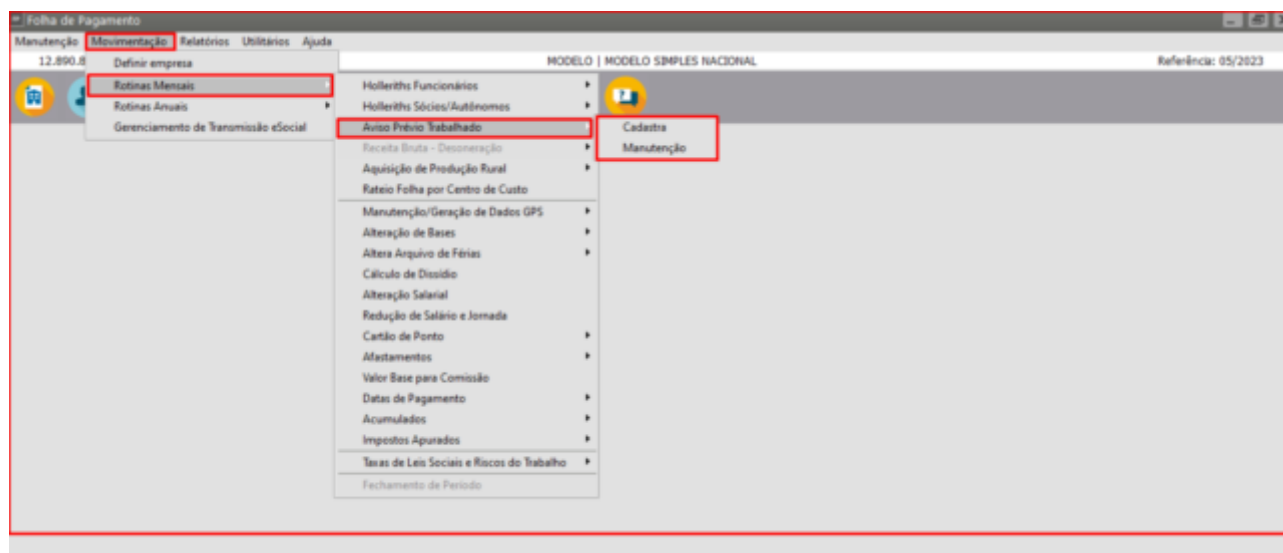 Folha de Pagamento
Manutenção Movimentação Relatórios Utilitários Ajuda
12.890.8 MODELO | MODELO SIMPLES NACIONAL Referência: 05/2023
Definir empresa
Rotinas Mensais
Rotinas Anuais
Gerenciamento de Transmissão eSocial
Holleriths Funcionários
Holleriths Sócios/Autônomos
Aviso Prévio Trabalhado
Receita Bruta - Desoneração
Aquisição de Produção Rural
Rateio Folha por Centro de Custo
Manutenção/Geração de Dados GPS
Alteração de Bases
Altera Arquivo de Férias
Cálculo de Dissídio
Alteração Salarial
Redução de Salário e Jornada
Cartão de Ponto
Afastamentos
Valor Base para Comissão
Datas de Pagamento
Acumulados
Impostos Apurados
Taxas de Leis Sociais e Riscos do Trabalho
Fechamento de Período
Cadastra
Manutenção